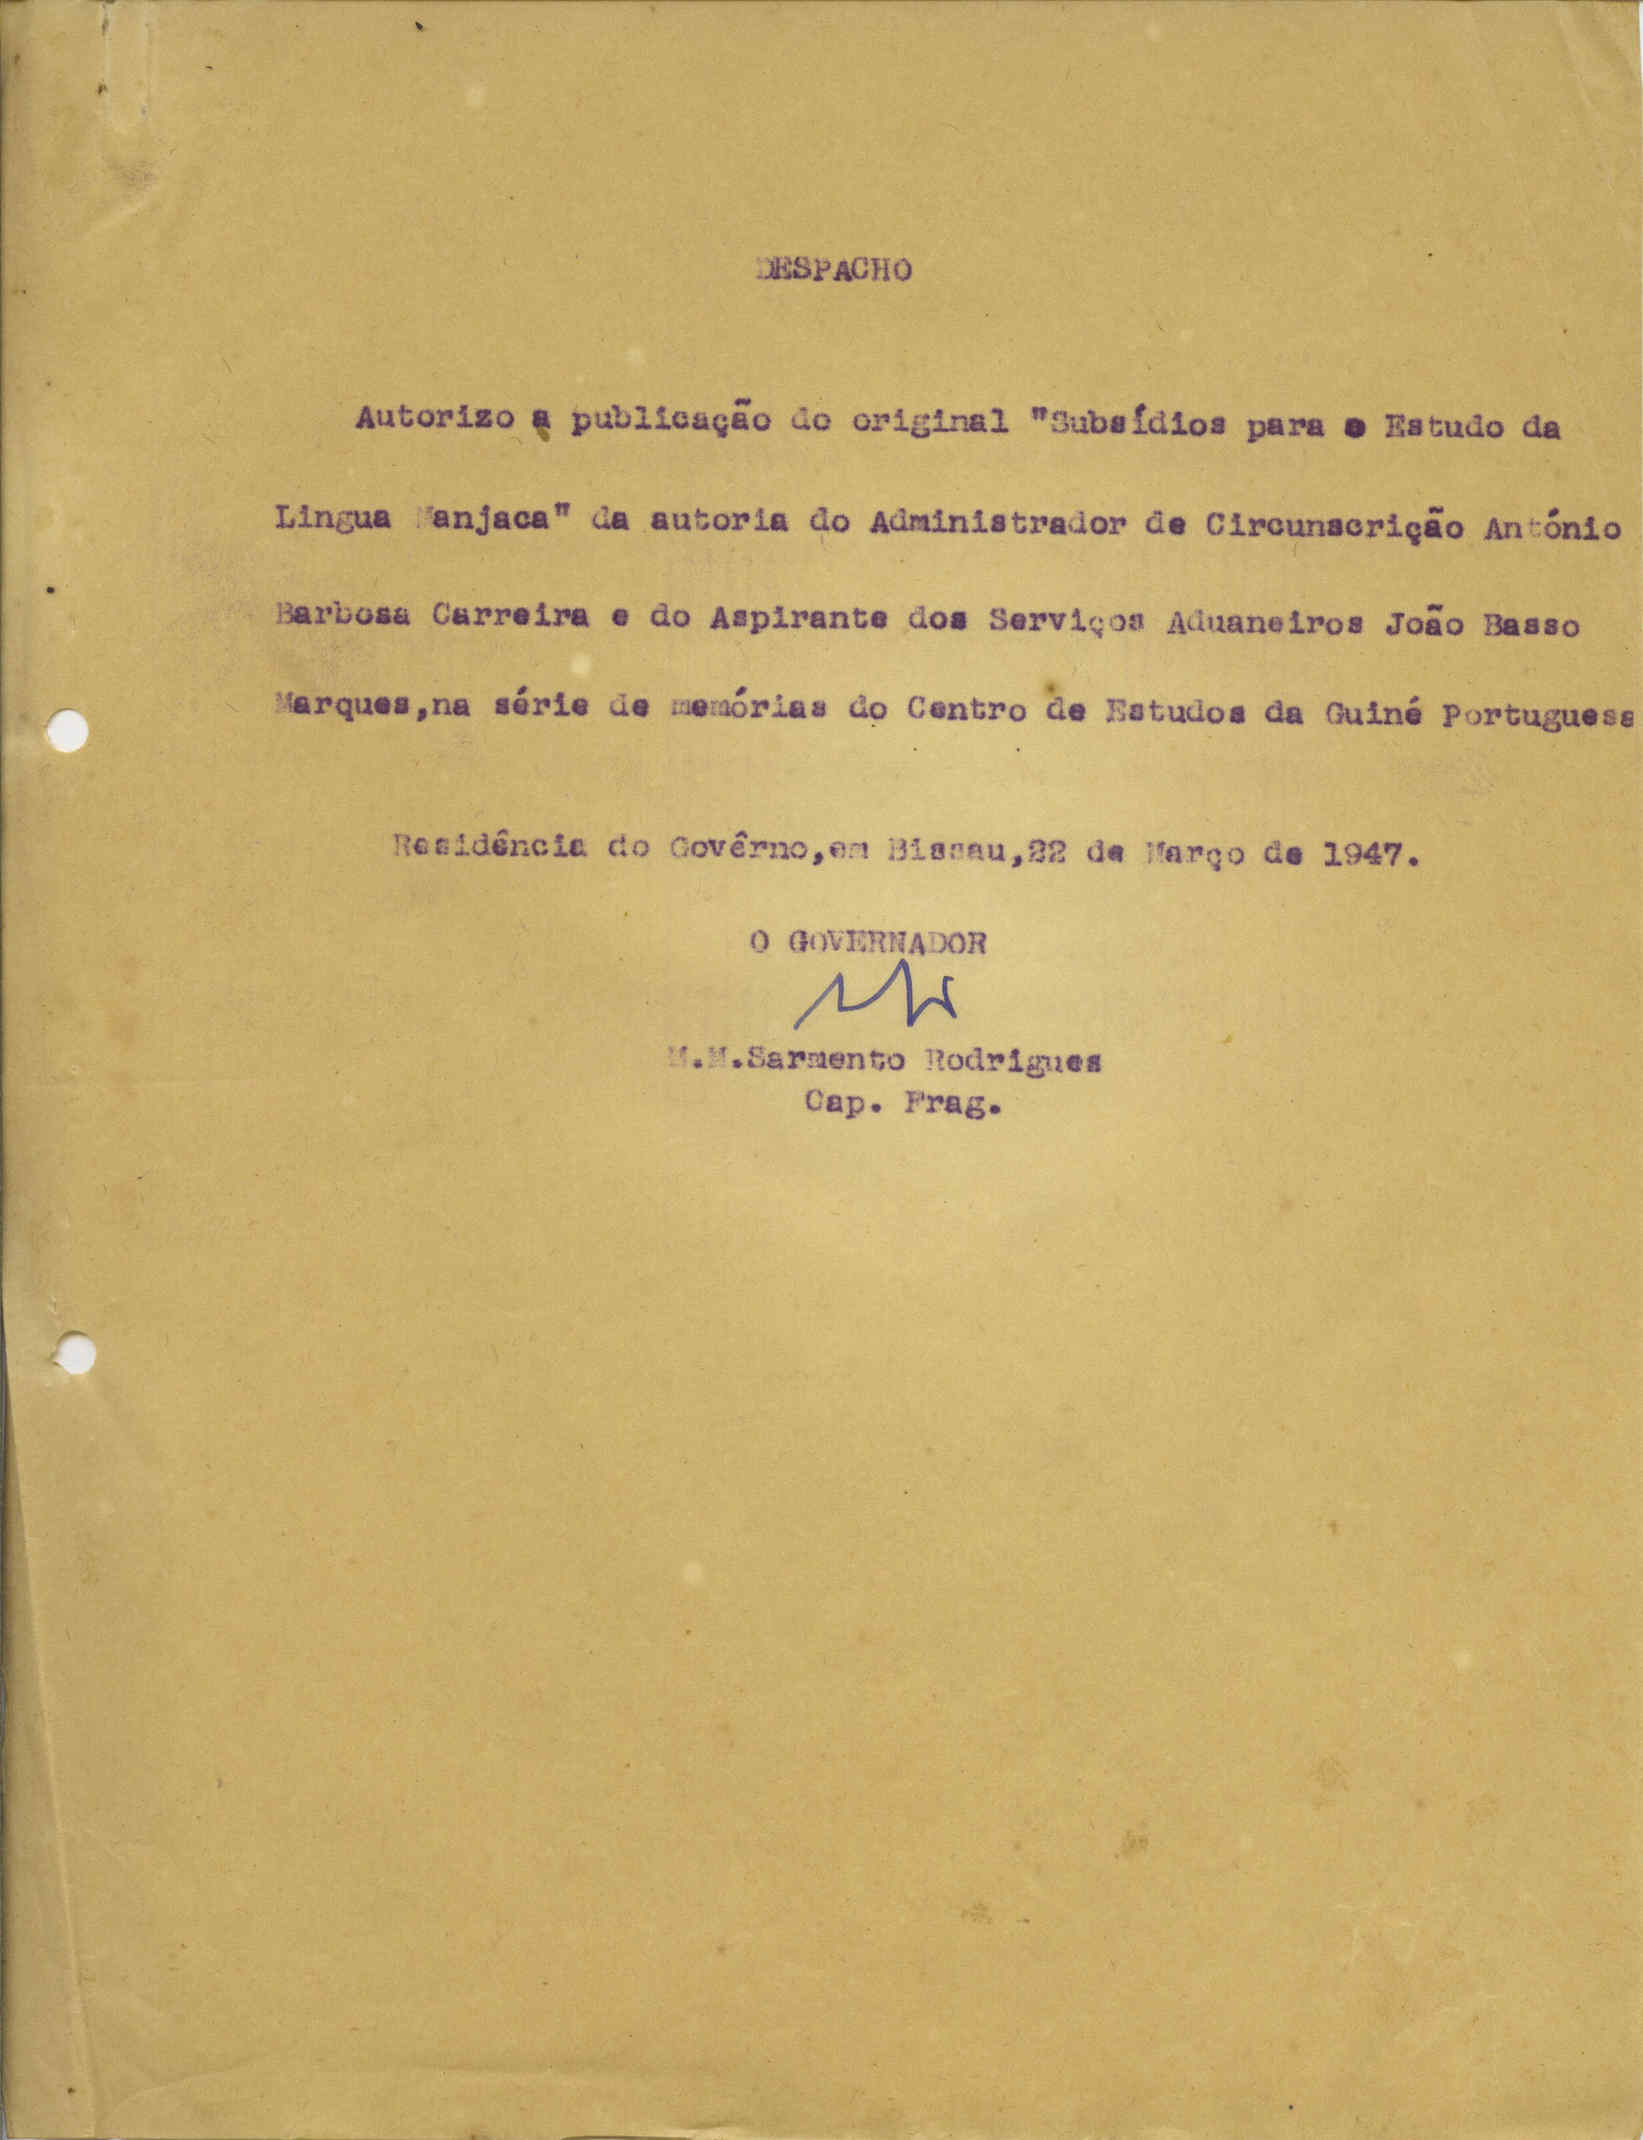 DESPACHO
Autorizo a publicação do original "Subsídios para o Estudo da
Lingua Manjaca" da autoria do Administrador de Circunscrição António
Barbosa Carreira e do Aspirante dos Serviços Aduaneiros João Basso
Marques,na série de memórias do Centro de Estudos da Guiné Portuguesa
Residência do Govêrno,em Bissau,22 de Março de 1947.
O GOVERNADOR
M.M.Sarmento Rodrigues
Cap. Frag.